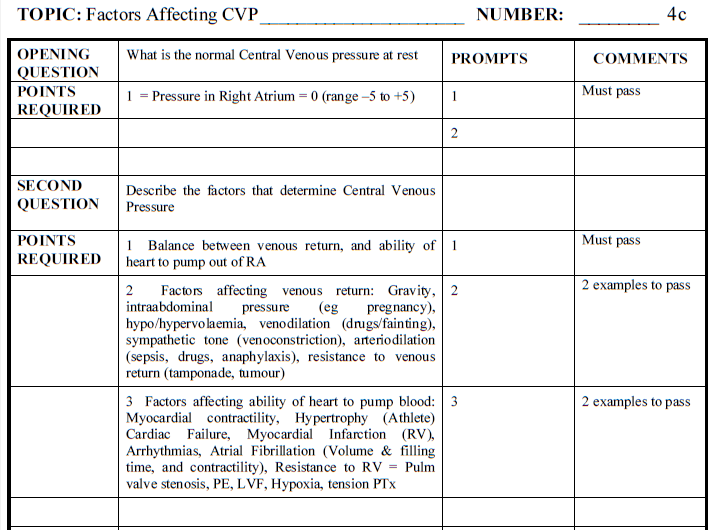 TOPIC: Factors Affecting CVP NUMBER: 4c
OPENING QUESTION
What is the normal Central Venous pressure at rest
PROMPTS
COMMENTS
POINTS REQUIRED
1 = Pressure in Right Atrium = 0 (range –5 to +5)
1
Must pass
2
SECOND QUESTION
Describe the factors that determine Central Venous
Pressure
POINTS REQUIRED
1 Balance between venous return, and ability of
heart to pump out of RA
1
Must pass
2 Factors affecting venous return: Gravity,
intraabdominal pressure (eg pregnancy),
hypo/hypervolaemia, venodilation (drugs/fainting),
sympathetic tone (venoconstriction), arteriodilation
(sepsis, drugs, anaphylaxis), resistance to venous
return (tamponade, tumour)
2
2 examples to pass
3 Factors affecting ability of heart to pump blood:
Myocardial contractility, Hypertrophy (Athlete)
Cardiac Failure, Myocardial Infarction (RV),
Arrhythmias, Atrial Fibrillation (Volume & filling
time, and contractility), Resistance to RV = Pulm
valve stenosis, PE, LVF, Hypoxia, tension PTx
3
2 examples to pass